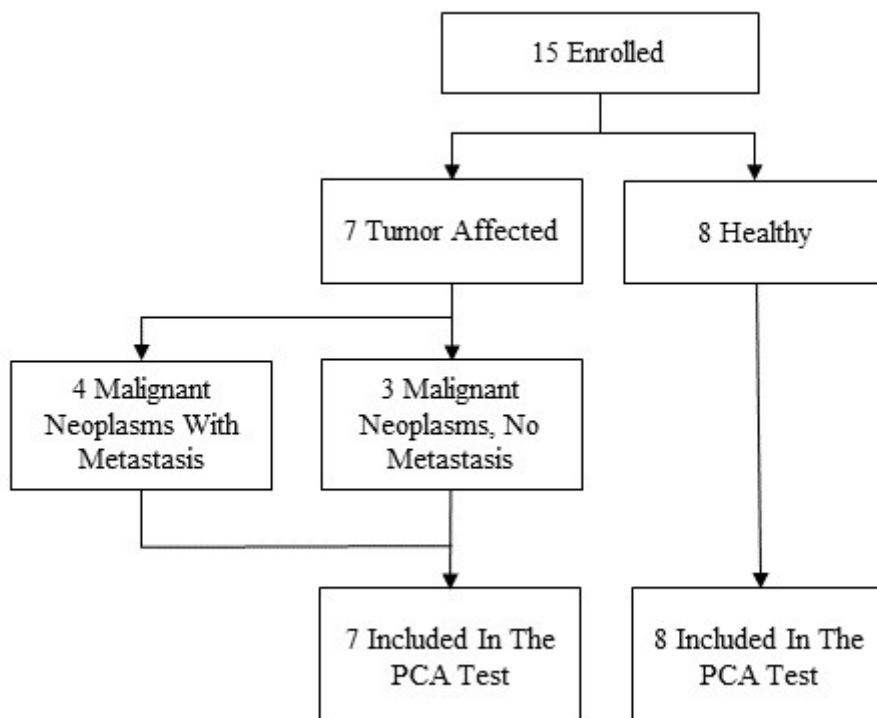 15 Enrolled
7 Tumor Affected
8 Healthy
4 Malignant
Neoplasms With
Metastasis
3 Malignant
Neoplasms, No
Metastasis
7 Included In The
PCA Test
8 Included In The
PCA Test